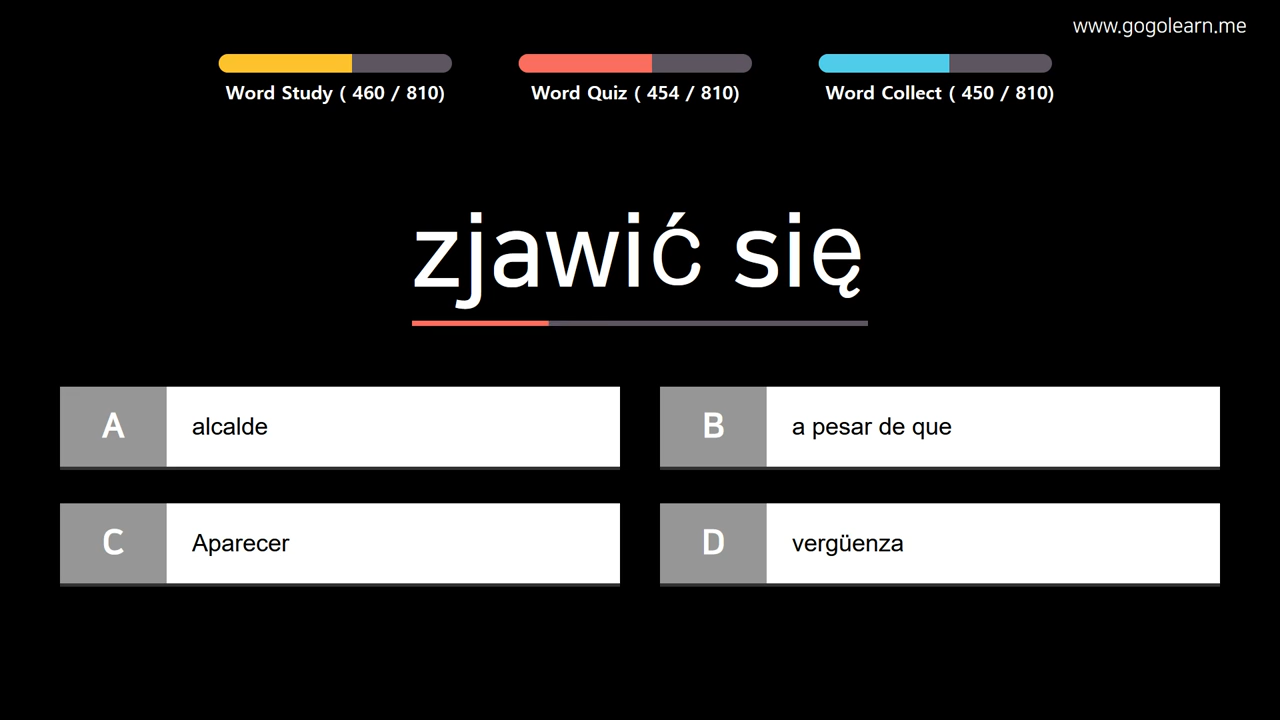 www.gogolearn.me
Word Study ( 460 / 810)
Word Quiz ( 454 / 810)
Word Collect ( 450 / 810)
zjawić się
A alcalde
B a pesar de que
C Aparecer
D vergüenza